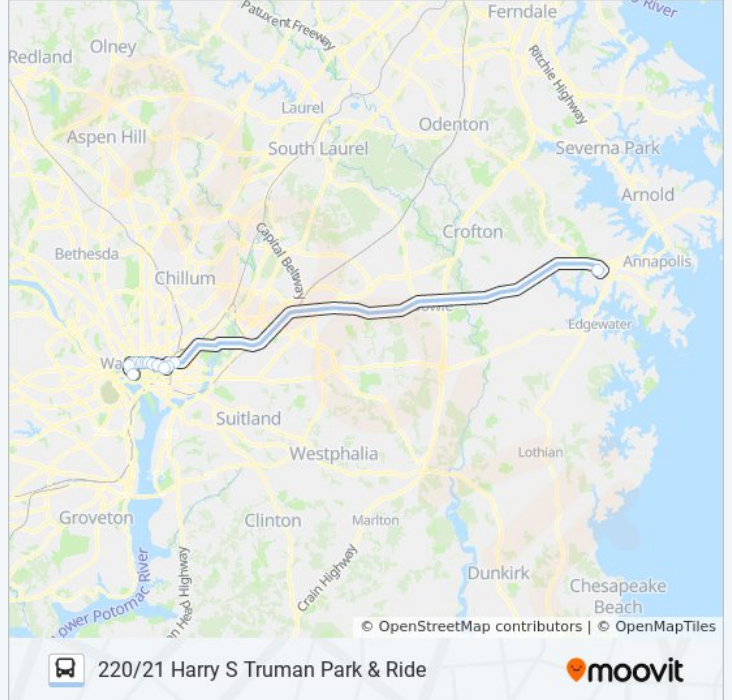 Ferndale
River
Patuxent Freeway
Olney
Redland
Ritchie Highway
Laurel
Odenton
Aspen Hill
South Laurel
Severna Park
Arnold
Crofton
Capital Beltway
Bethesda
Annapolis
Chillum
Bowie
Edgewater
Wa
Suitland
Westphalia
Lothian
Groveton
Clinton
Marlton
Lower Potomac River
n Head Highway
Crain Highway
Dunkirk
Chesapeake
Beach
© OpenStreetMap contributors | © OpenMapTiles
220/21 Harry S Truman Park & Ride
moovit